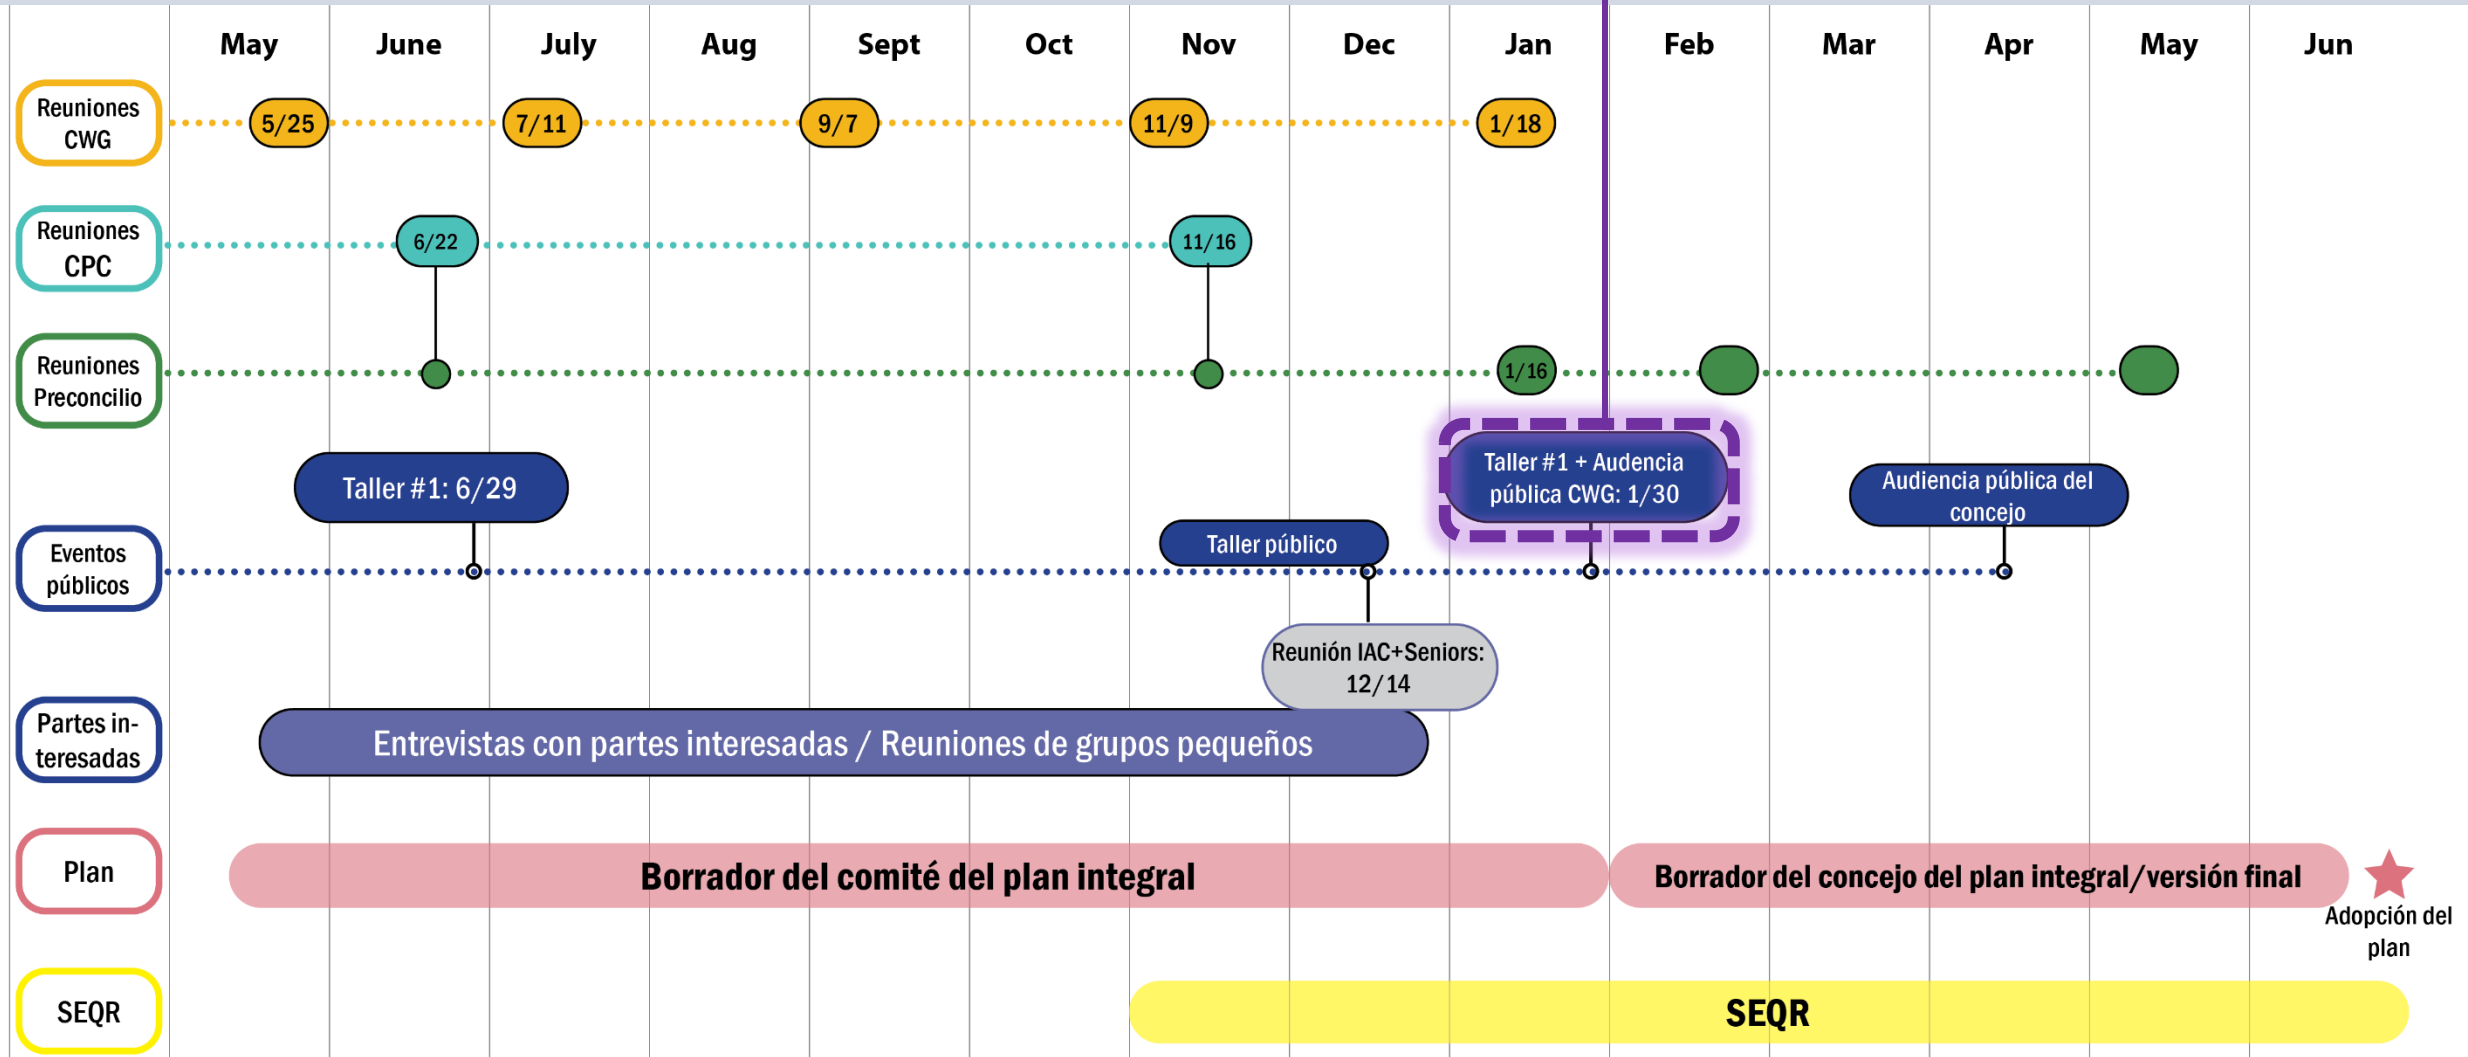 May June July Aug Sept Oct Nov Dec Jan Feb Mar Apr May Jun
Reuniones
CWG
5/25 7/11 9/7 11/9 1/18
Reuniones
CPC
6/22 11/16
Reuniones
Preconcilio
1/16
Eventos
públicos
Taller #1: 6/29
Taller público
Taller #1 + Audencia
pública CWG: 1/30
Audiencia pública del
concejo
Reunión IAC+Seniors:
12/14
Partes in-
teresadas
Entrevistas con partes interesadas / Reuniones de grupos pequeños
Plan
Borrador del comité del plan integral
Borrador del concejo del plan integral/versión final
Adopción del
plan
SEQR
SEQR